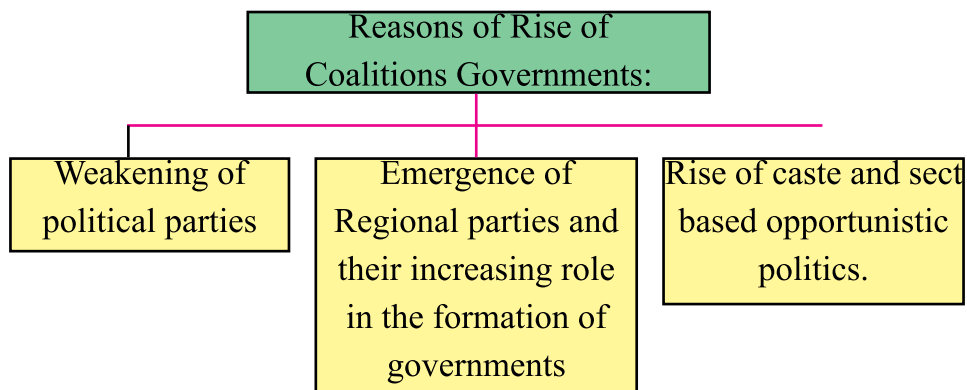 Reasons of Rise of
Coalitions Governments:
Weakening of
political parties
Emergence of
Regional parties and
their increasing role
in the formation of
governments
Rise of caste and sect
based opportunistic
politics.